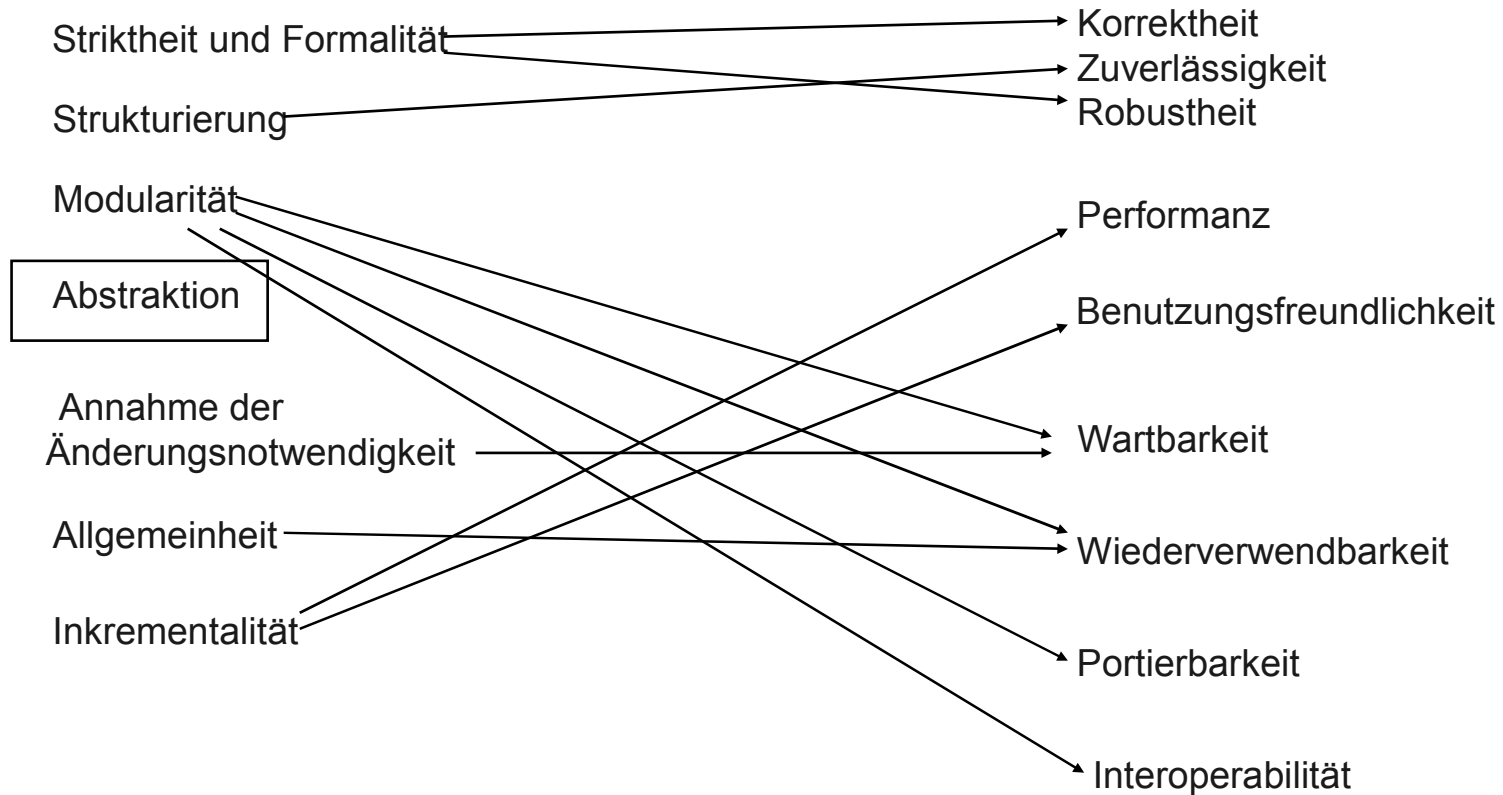 Striktheit und Formalität
Strukturierung
Modularität
Abstraktion
Annahme der
Änderungsnotwendigkeit
Allgemeinheit
Inkrementalität
Korrektheit
Zuverlässigkeit
Robustheit
Performanz
Benutzungsfreundlichkeit
Wartbarkeit
Wiederverwendbarkeit
Portierbarkeit
Interoperabilität